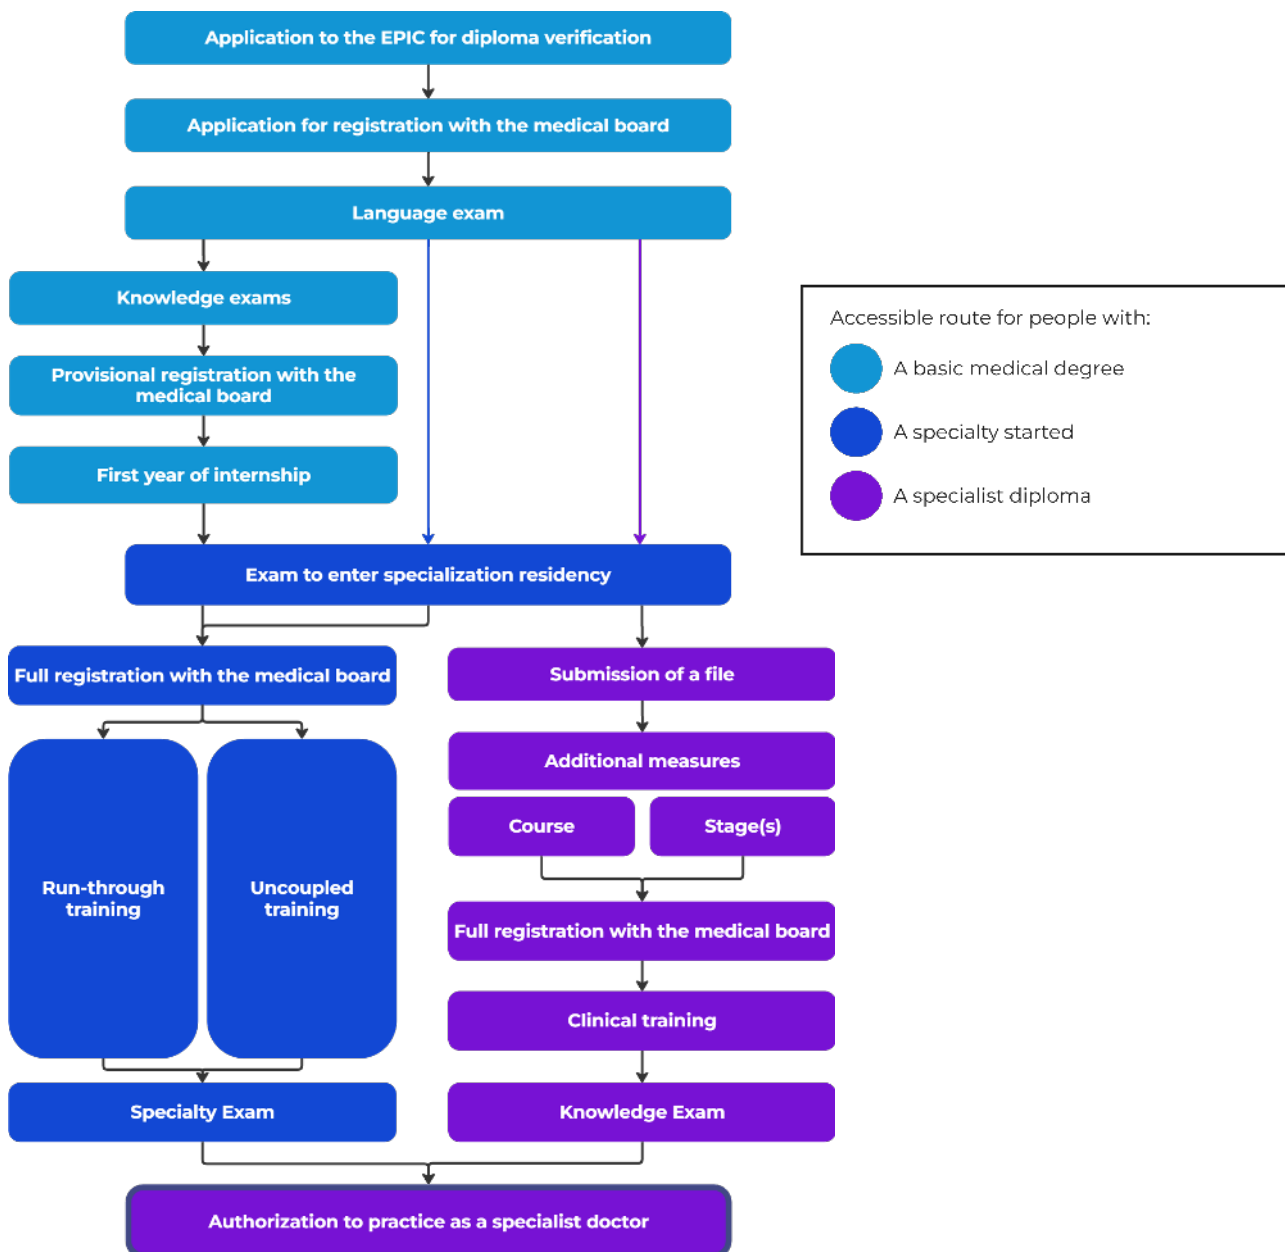 Application to the EPIC for diploma verification
Application for registration with the medical board
Language exam
Knowledge exams
Provisional registration with the
medical board
First year of internship
Accessible route for people with:
A basic medical degree
A specialty started
A specialist diploma
Exam to enter specialization residency
Full registration with the medical board
Run-through
training
Uncoupled
training
Specialty Exam
Submission of a file
Additional measures
Course
Stage(s)
Full registration with the medical board
Clinical training
Knowledge Exam
Authorization to practice as a specialist doctor